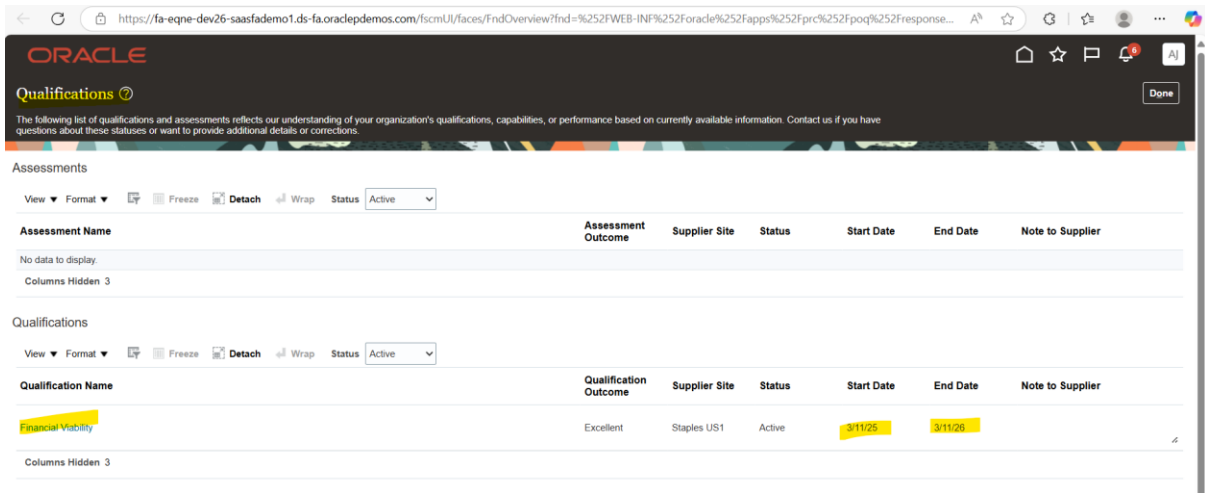 https://fa-eqne-dev26-saasfademo1.ds-fa.oraclepdemos.com/fscmUI/faces/FndOverview?fnd=%252FWEB-INF%252Foracle%252Fapps%252Fprc%252Fpoq%252Fresponse...
ORACLE
6
AJ
Qualifications ?
Done
The following list of qualifications and assessments reflects our understanding of your organization's qualifications, capabilities, or performance based on currently available information. Contact us if you have
questions about these statuses or want to provide additional details or corrections.
Assessments
View ▼ Format ▼ Freeze Detach Wrap Status Active
Assessment Name Assessment Outcome Supplier Site Status Start Date End Date Note to Supplier
No data to display.
Columns Hidden 3
Qualifications
View ▼ Format ▼ Freeze Detach Wrap Status Active
Qualification Name Qualification Outcome Supplier Site Status Start Date End Date Note to Supplier
Financial Viability Excellent Staples US1 Active 3/11/25 3/11/26
Columns Hidden 3